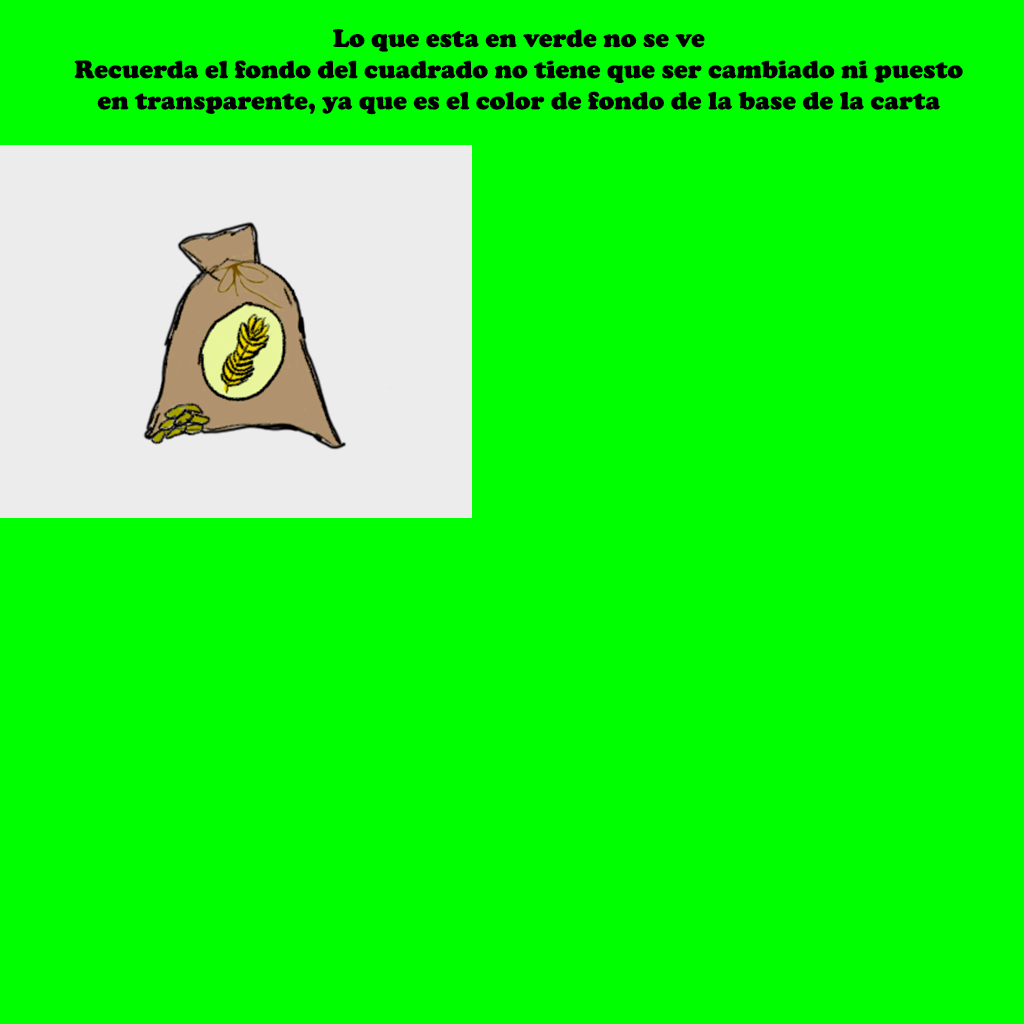 Lo que esta en verde no se ve
Recuerda el fondo del cuadrado no tiene que ser cambiado ni puesto
en transparente, ya que es el color de fondo de la base de la carta